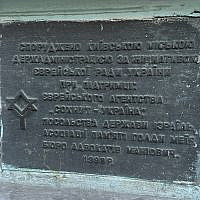 СПОРУДЖЕНО КИЇВСЬКОЮ МІСЬКОЮ
ДЕРЖАДМІНІСТРАЦІЄЮ ЗА ІНІЦІАТИВОЮ
ЄВРЕЙСЬКОЇ РАДИ УКРАЇНИ
ПРИ ПІДТРИМЦІ
ЄВРЕЙСЬКОГО АГЕНТСТВА
СОХНУТ - "УКРАЇНА"
ПОСОЛЬСТВА ДЕРЖАВИ ІЗРАЇЛЬ,
АСОЦІАЦІЇ ПАМ'ЯТІ ГОЛДИ МЕЇР,
БЮРО АДВОКАТІВ